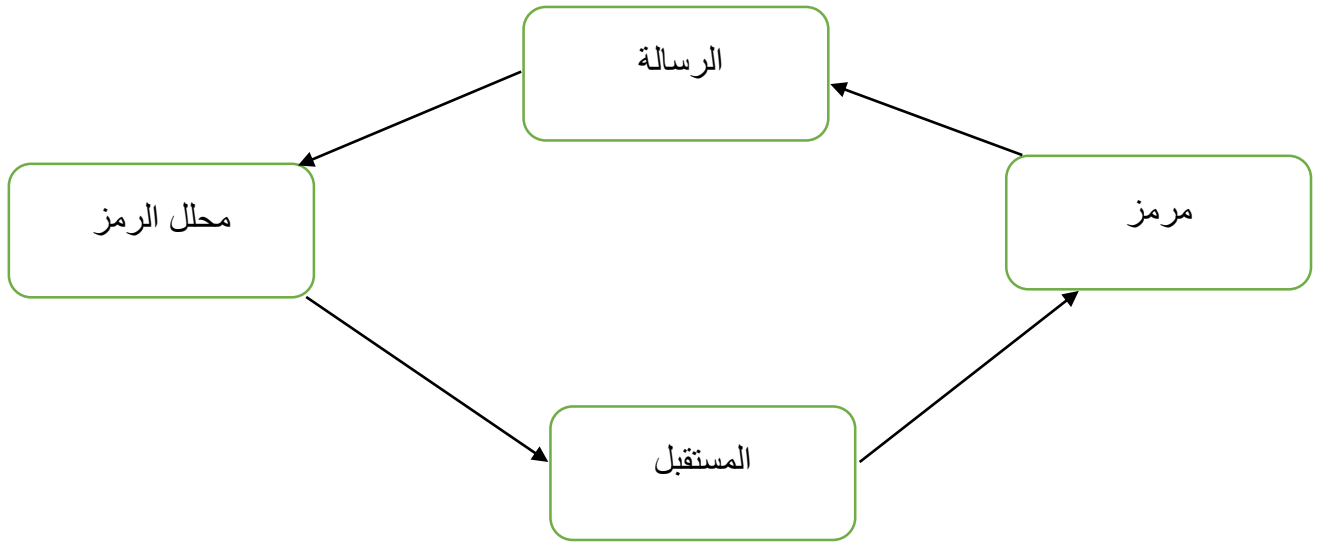 الرسالة
مرمز
محلل الرمز
المستقبل